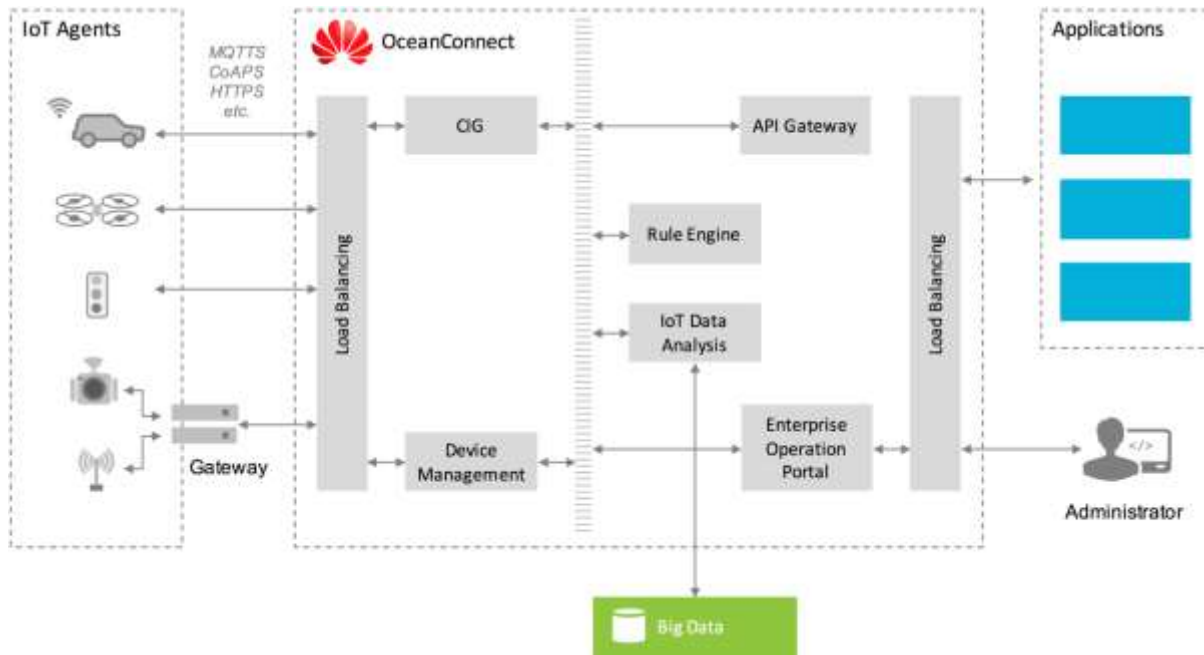 IoT Agents
MQTTS
CoAPS
HTTPS
etc.
OceanConnect
Applications
CIG
API Gateway
Rule Engine
Load Balancing
IoT Data
Analysis
Load Balancing
Gateway
Device
Management
Enterprise
Operation
Portal
</>
Administrator
Big Data